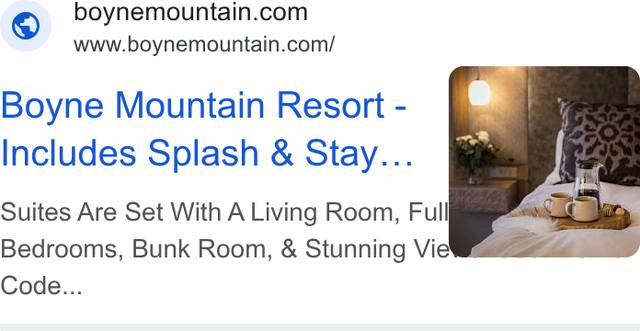 boynemountain.com
www.boynemountain.com/
Boyne Mountain Resort -
Includes Splash & Stay…
Suites Are Set With A Living Room, Full
Bedrooms, Bunk Room, & Stunning
Code...